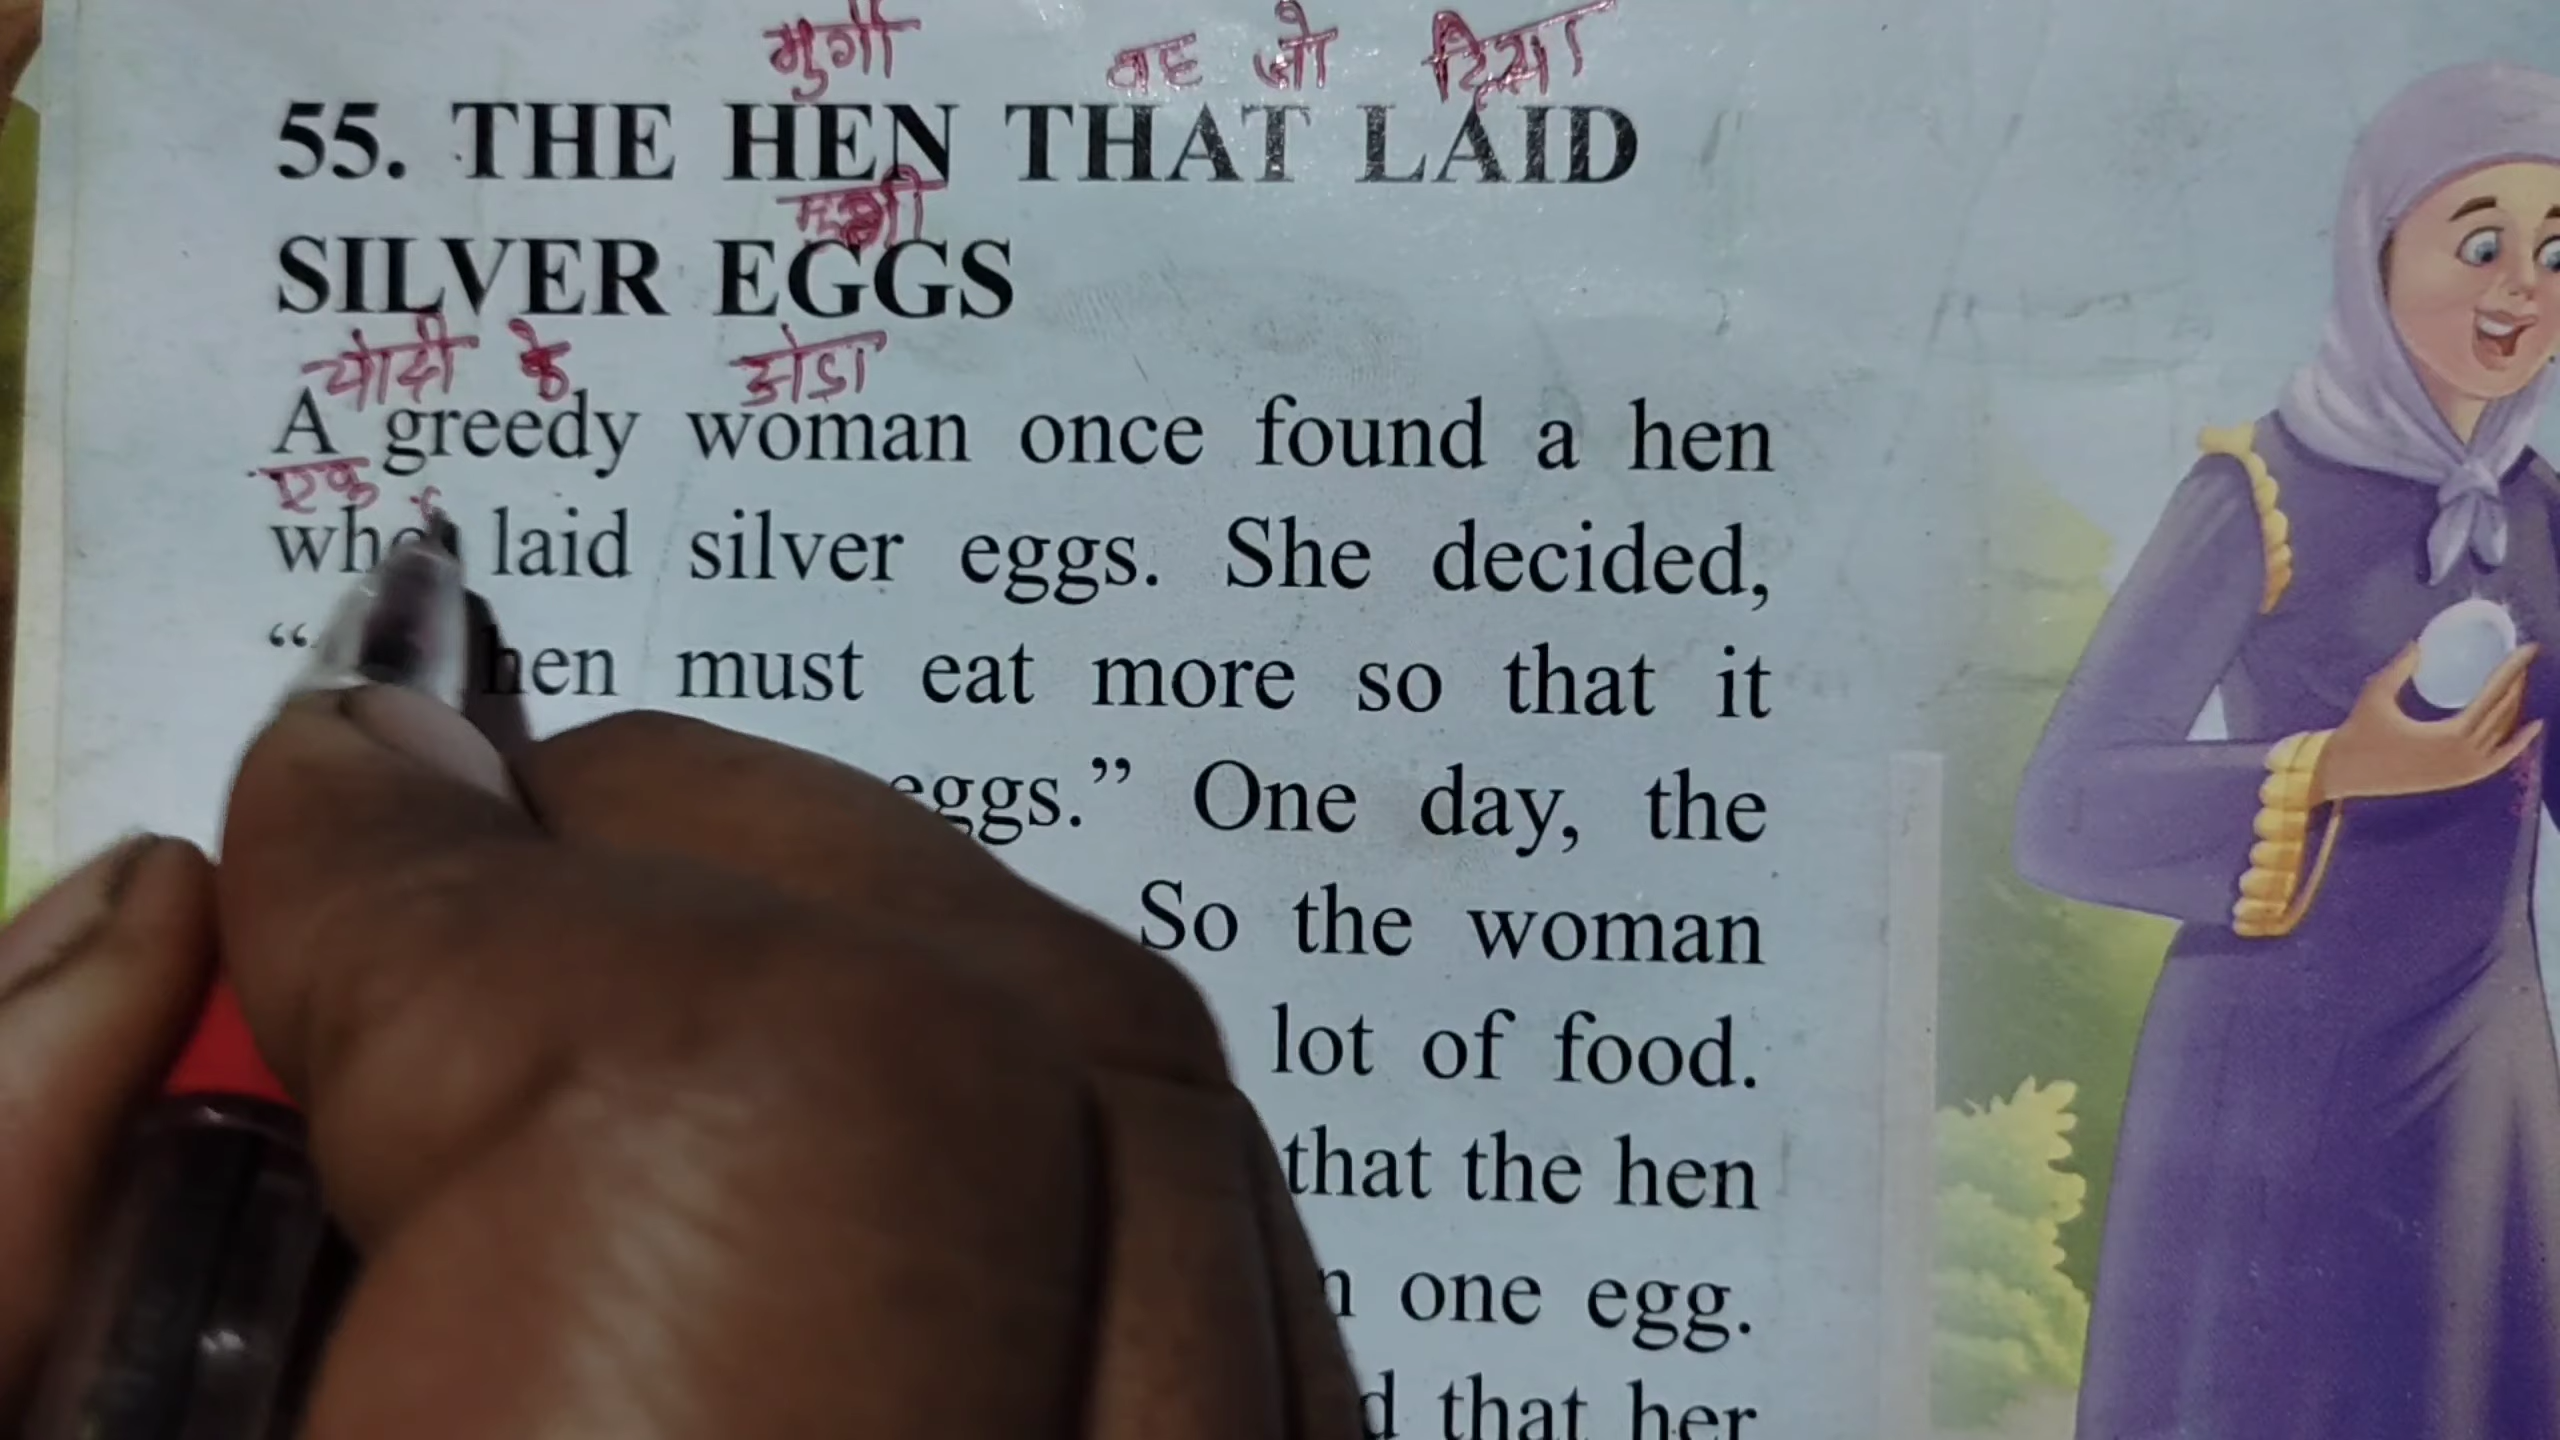 मुर्गी वह जो दिया
55. THE HEN THAT LAID
SILVER EGGS
चांदी के अंडा
A greedy woman once found a hen
एक
who laid silver eggs. She decided,
“ hen must eat more so that it
eggs.” One day, the
So the woman
lot of food.
that the hen
one egg.
that her